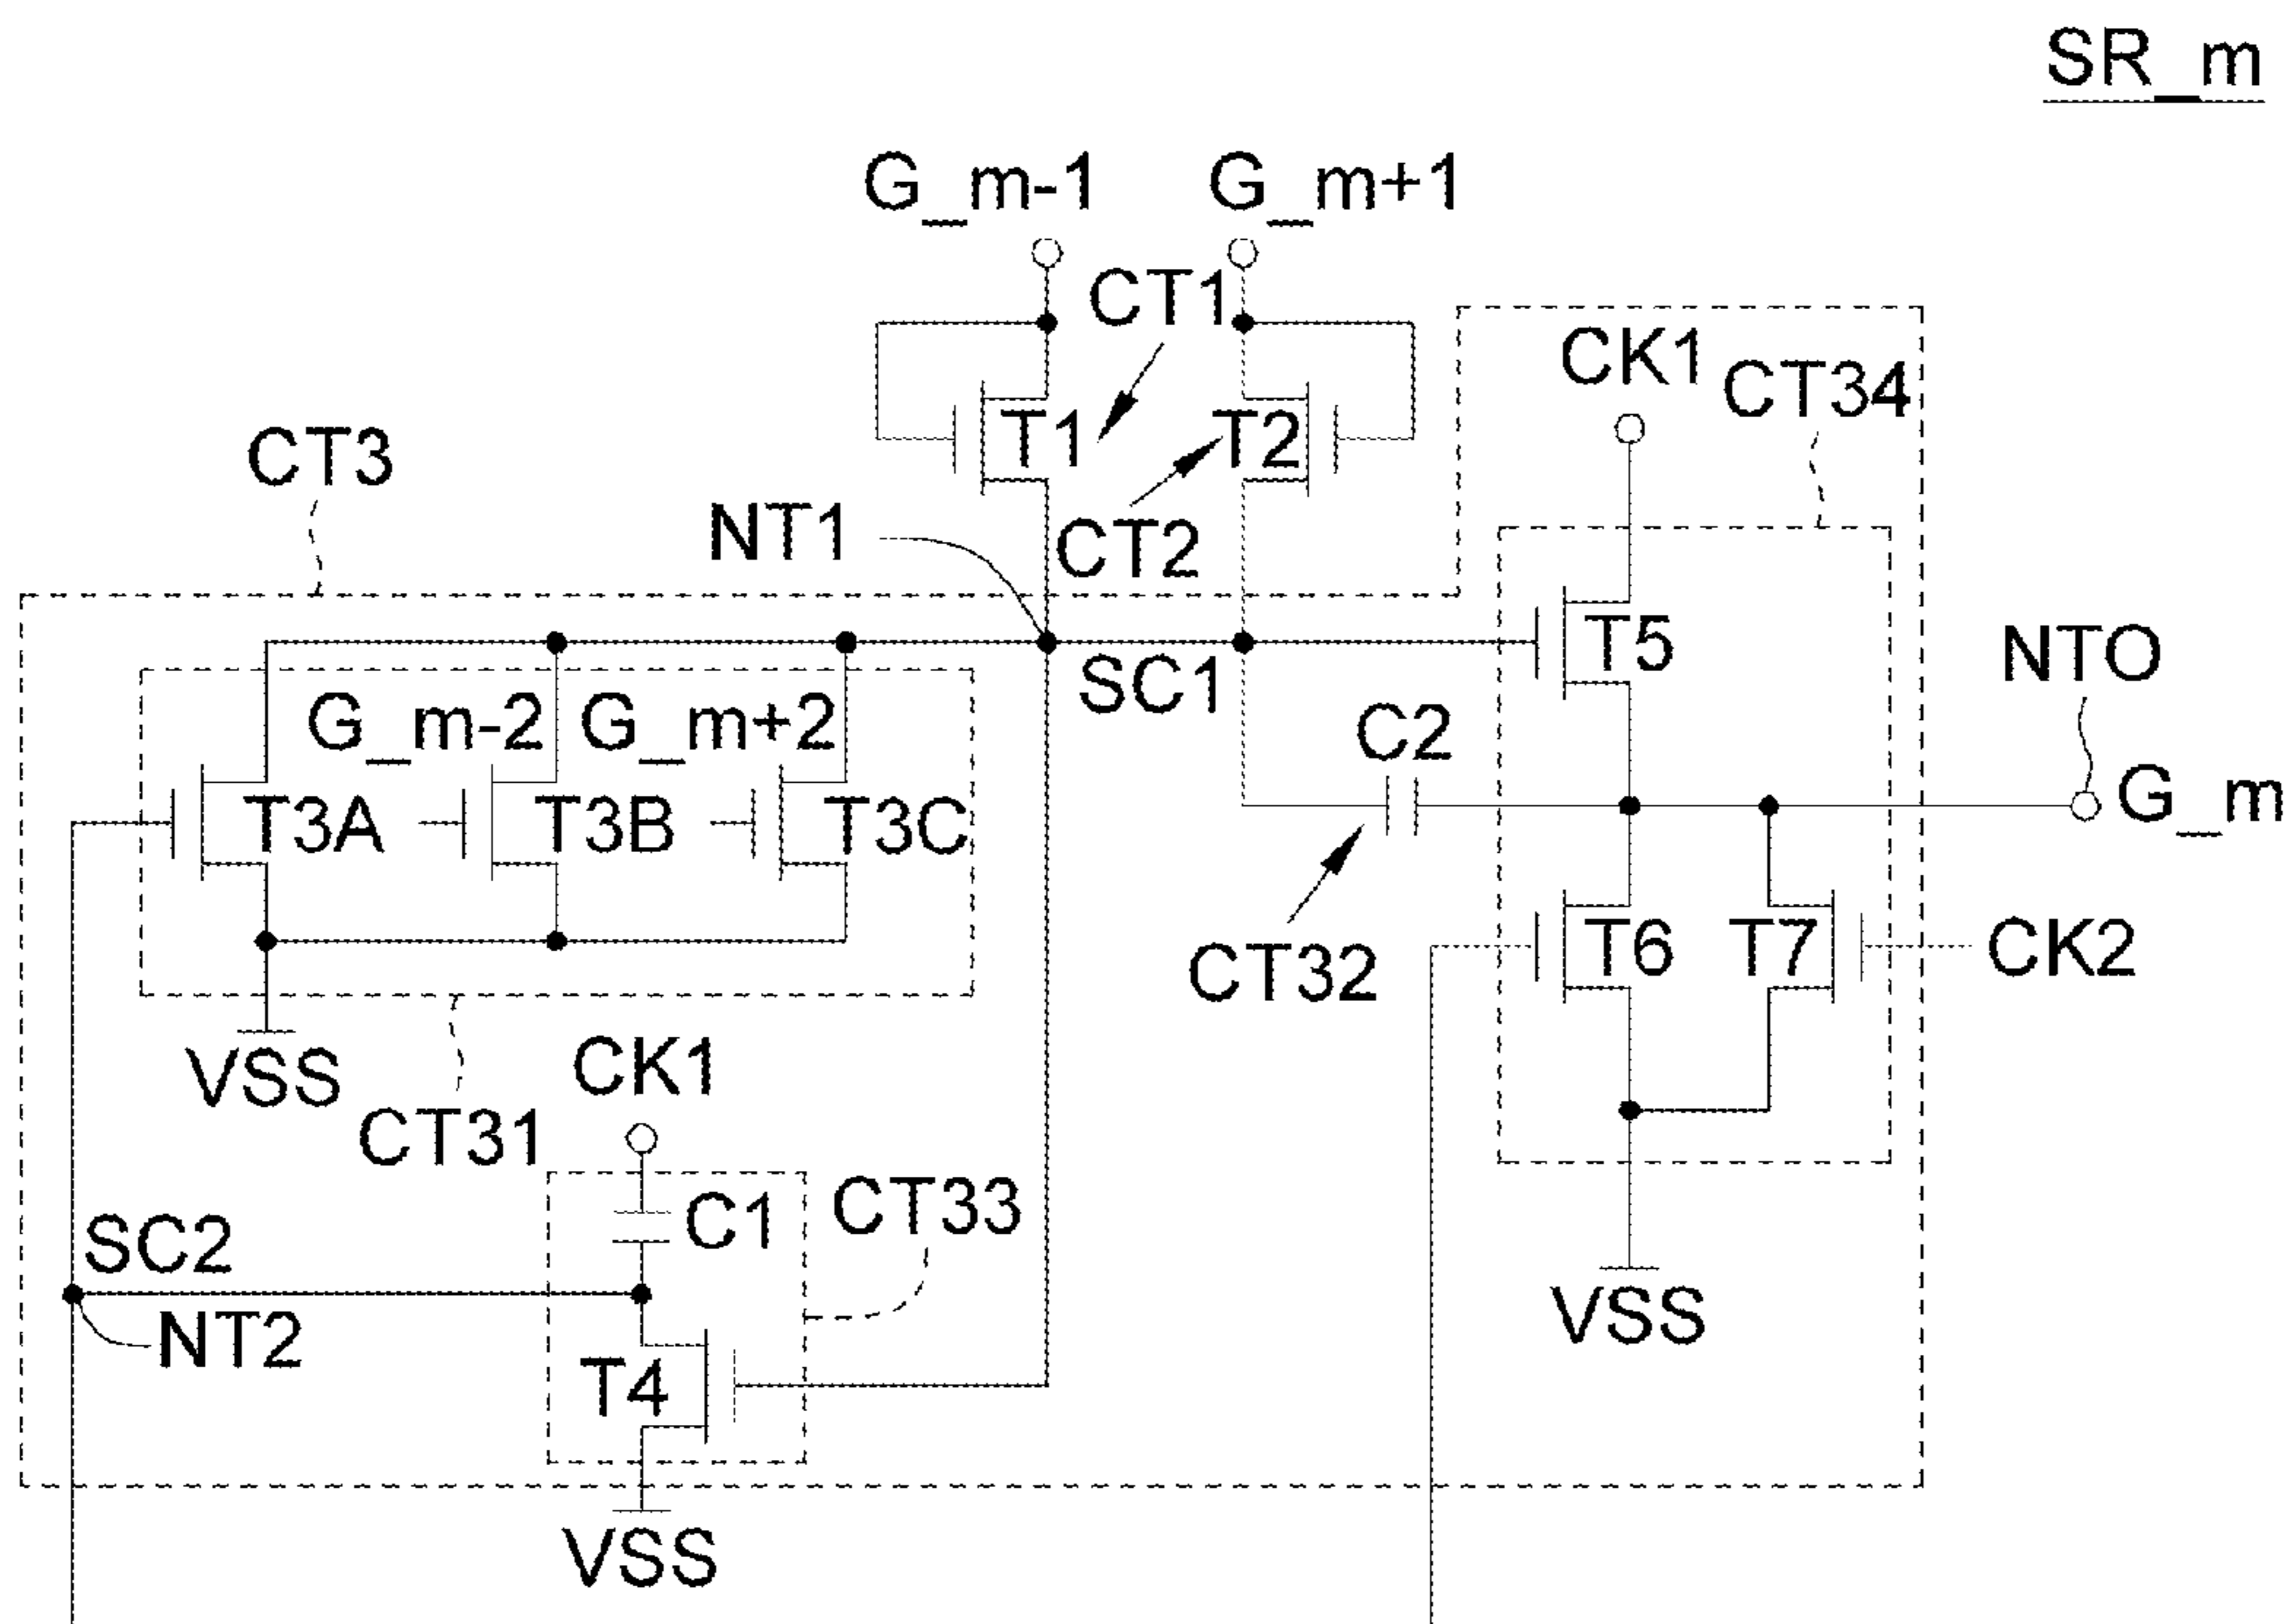 SR_m
G_m-1
G_m+1
CT1
CK1
CT34
CT3
T1
T2
NT1
CT2
T5
NTO
SC1
G_m-2
G_m+2
C2
G_m
T3A
T3B
T3C
T6
T7
CK2
CT32
VSS
CK1
CT31
C1
CT33
SC2
NT2
VSS
T4
VSS